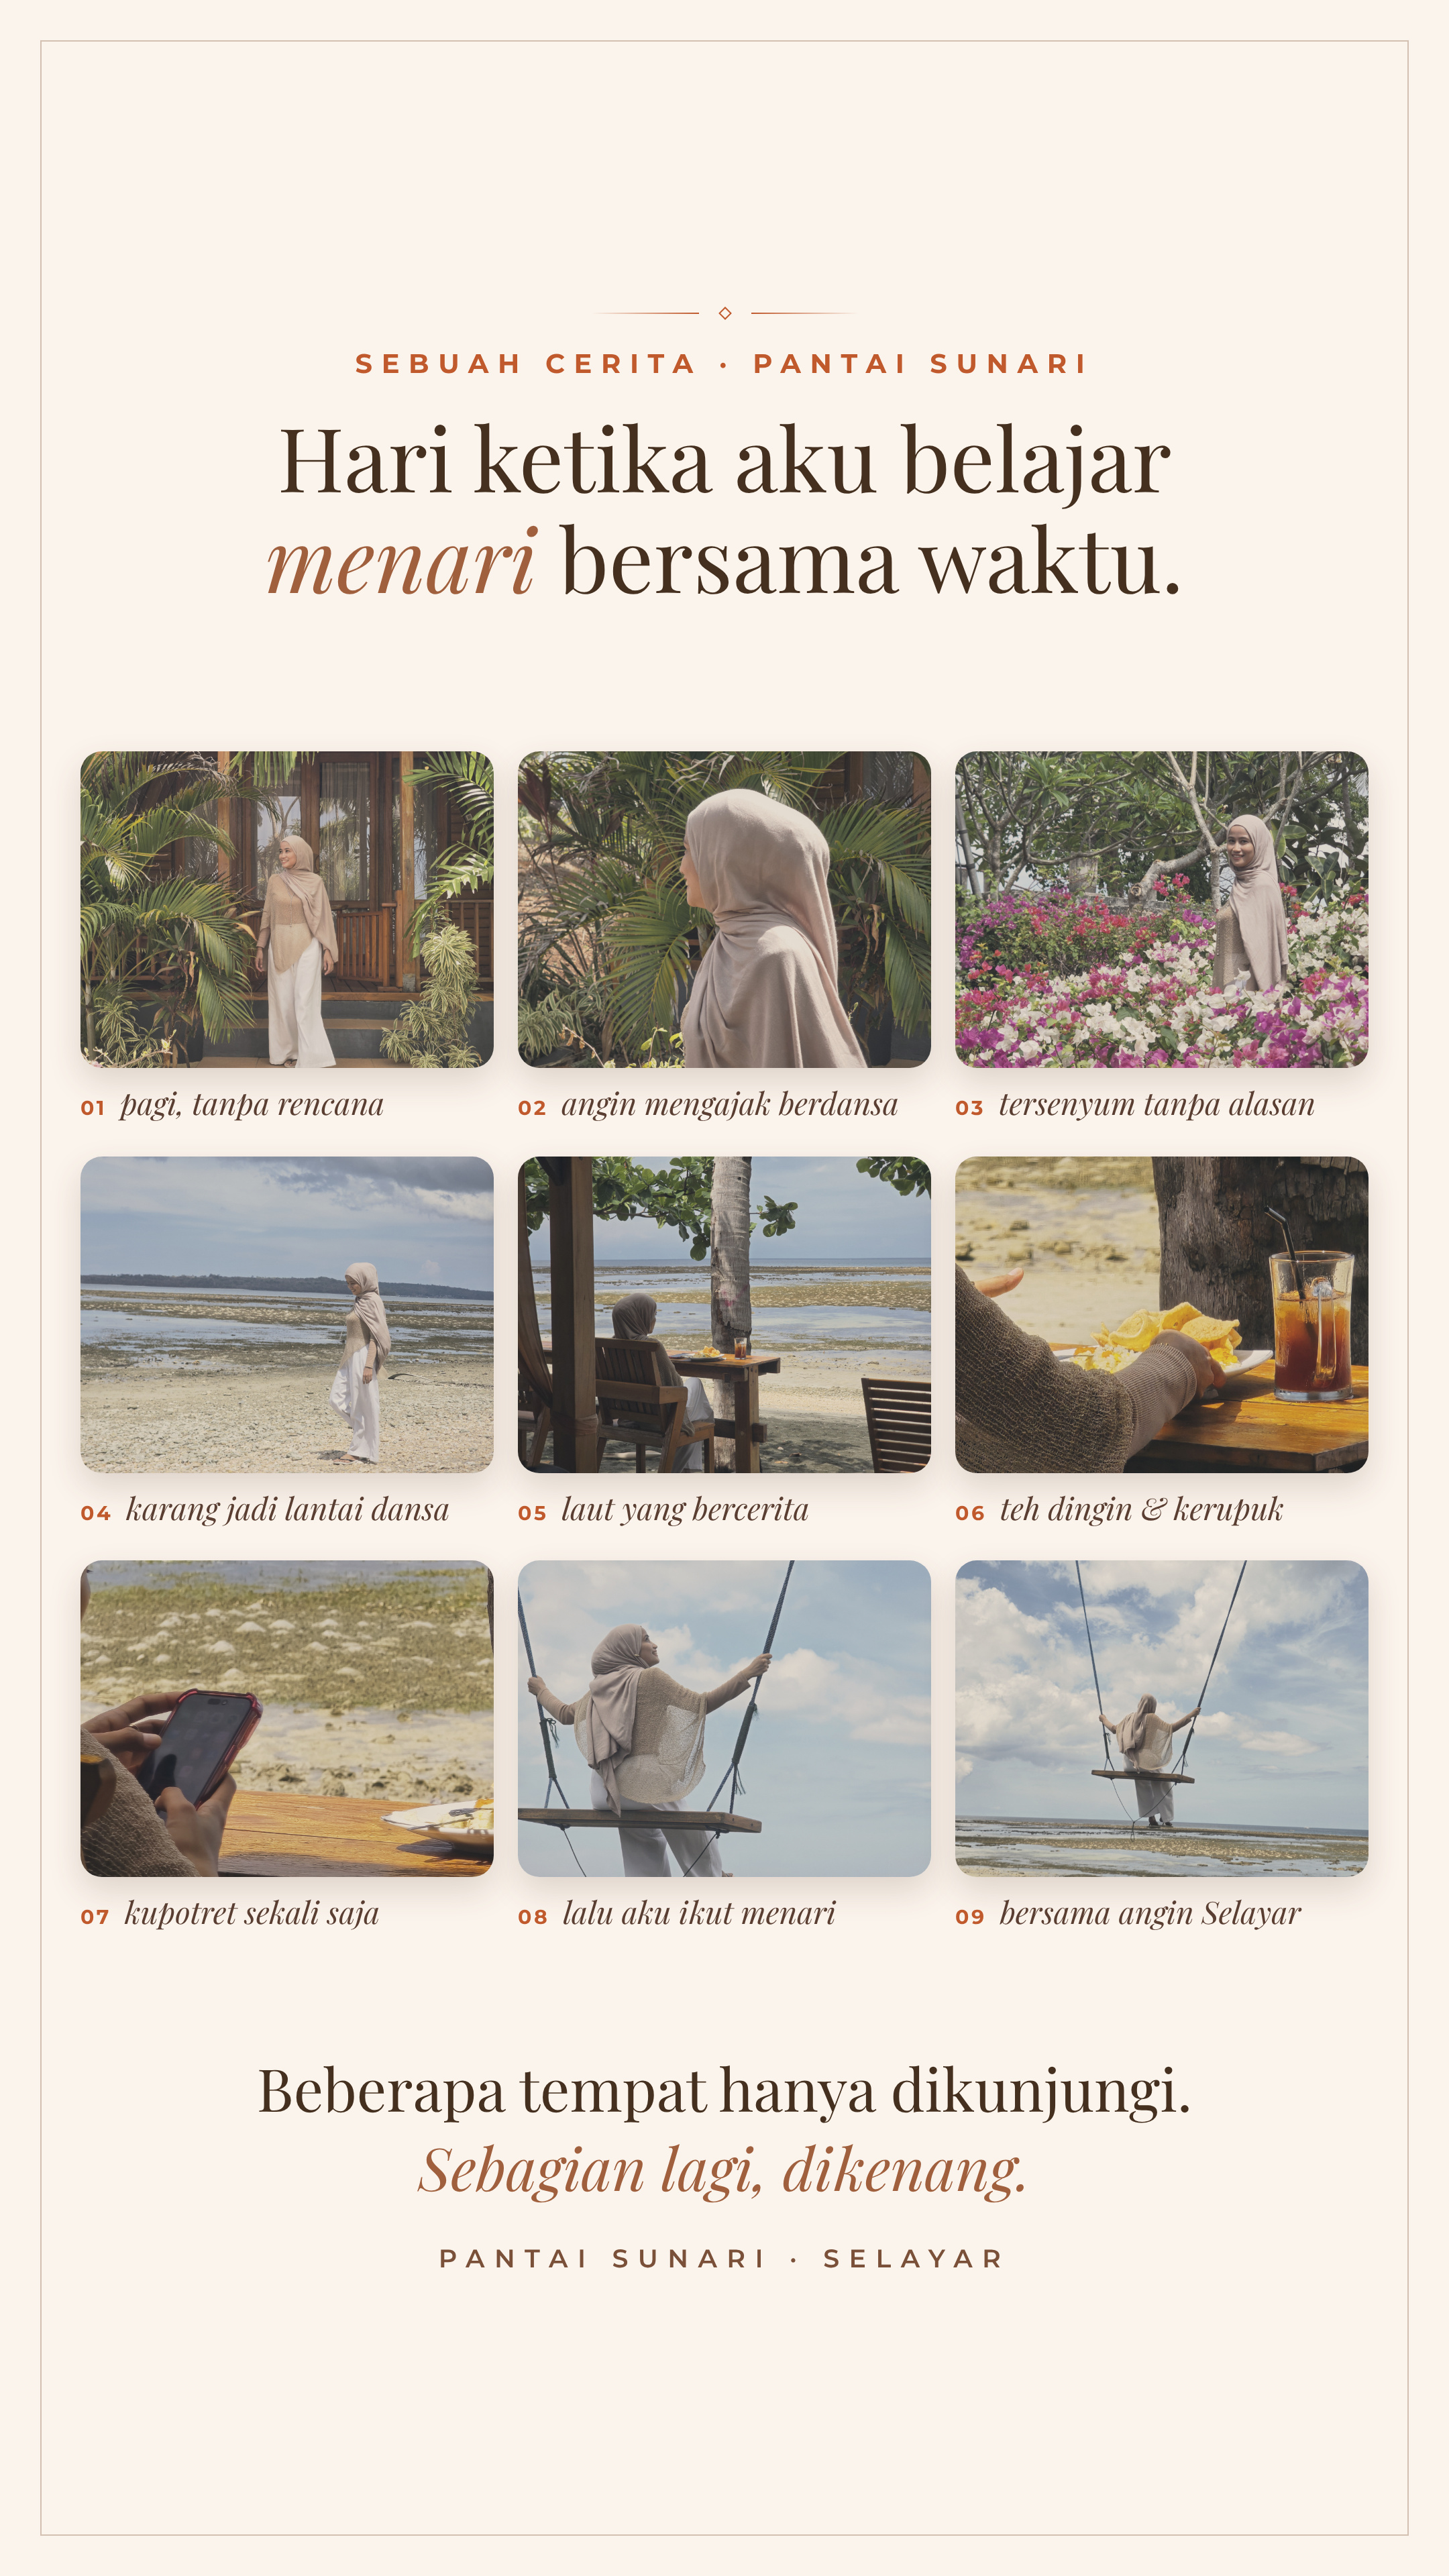 SEBUAH CERITA · PANTAI SUNARI
Hari ketika aku belajar
menari bersama waktu.
01 pagi, tanpa rencana
02 angin mengajak berdansa
03 tersenyum tanpa alasan
04 karang jadi lantai dansa
05 laut yang bercerita
06 teh dingin & kerupuk
07 kupotret sekali saja
08 lalu aku ikut menari
09 bersama angin Selayar
Beberapa tempat hanya dikunjungi.
Sebagian lagi, dikenang.
PANTAI SUNARI · SELAYAR